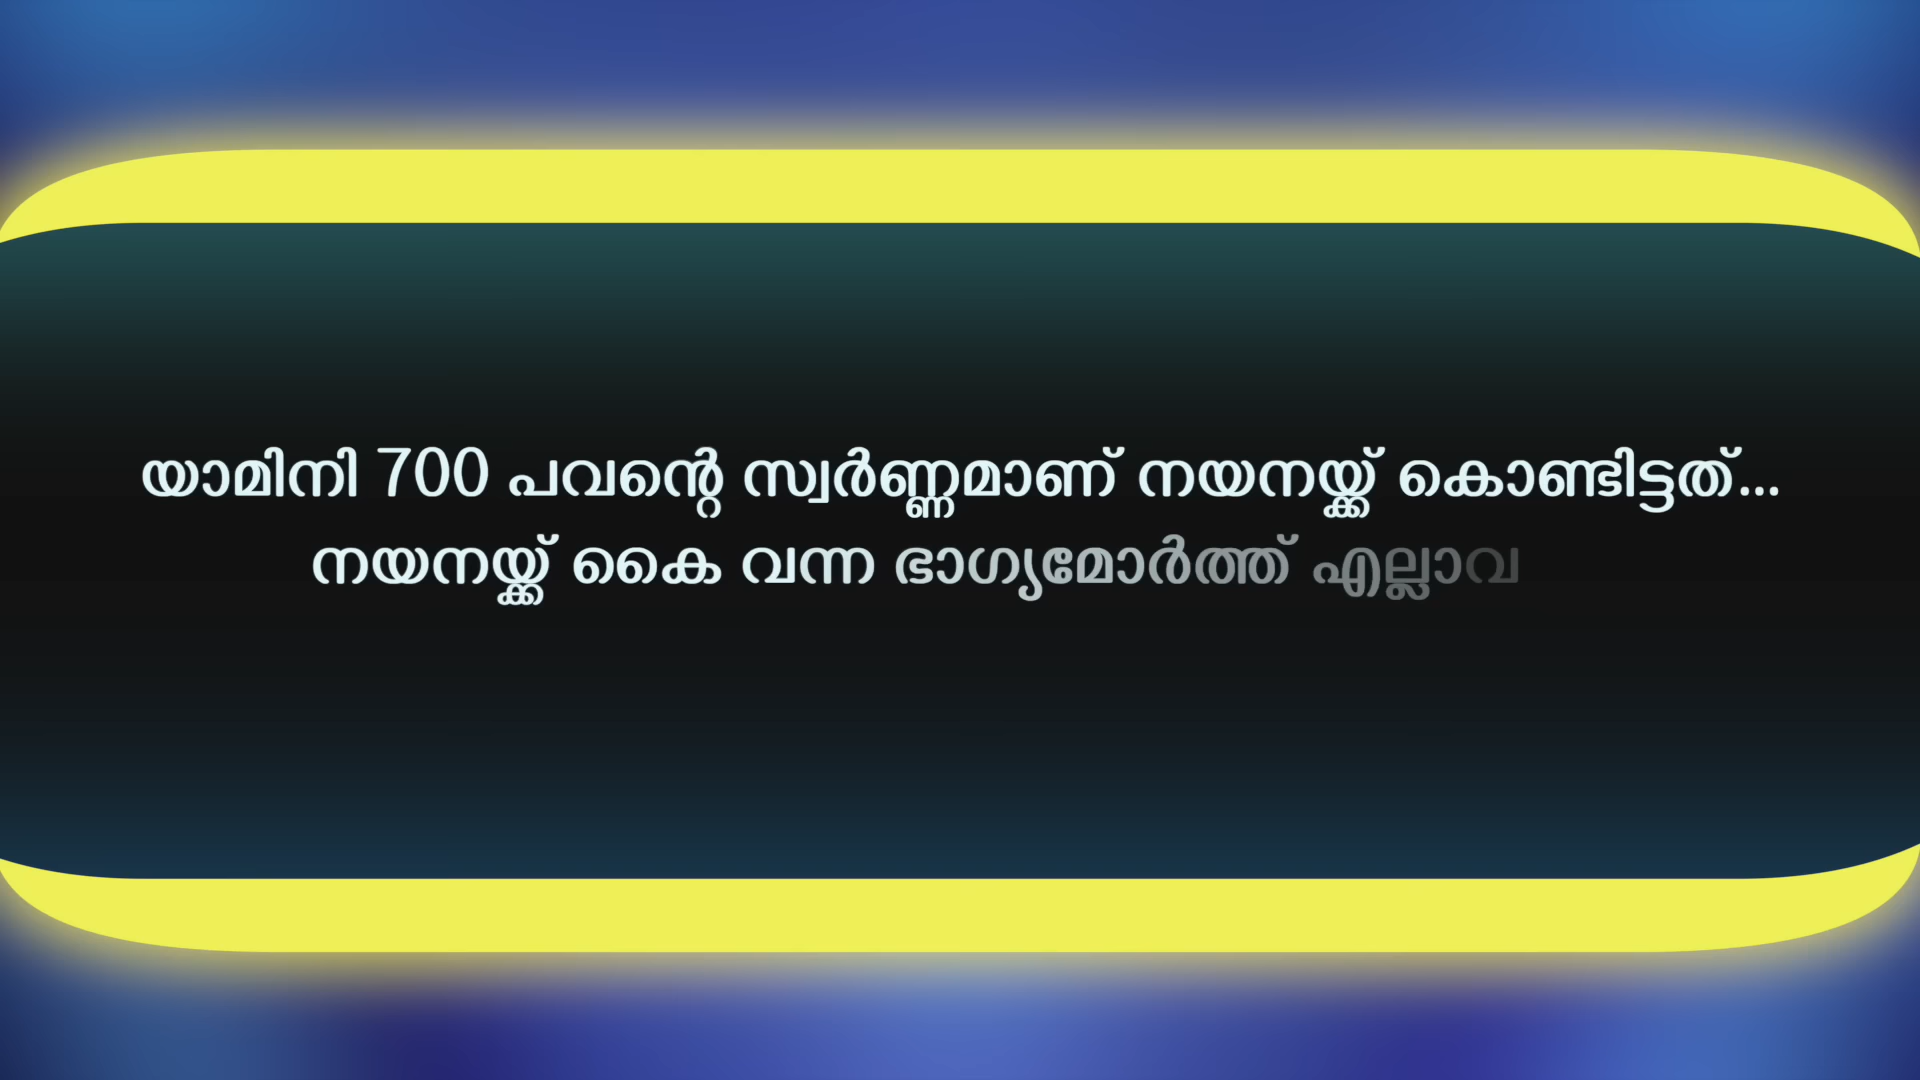 യാമിനി 700 പവന്റെ സ്വർണ്ണമാണ് നയനയ്ക്ക് കൊണ്ടിട്ടത്...
നയനയ്ക്ക് കൈ വന്ന ഭാഗ്യമോർത്ത് എല്ലാവ